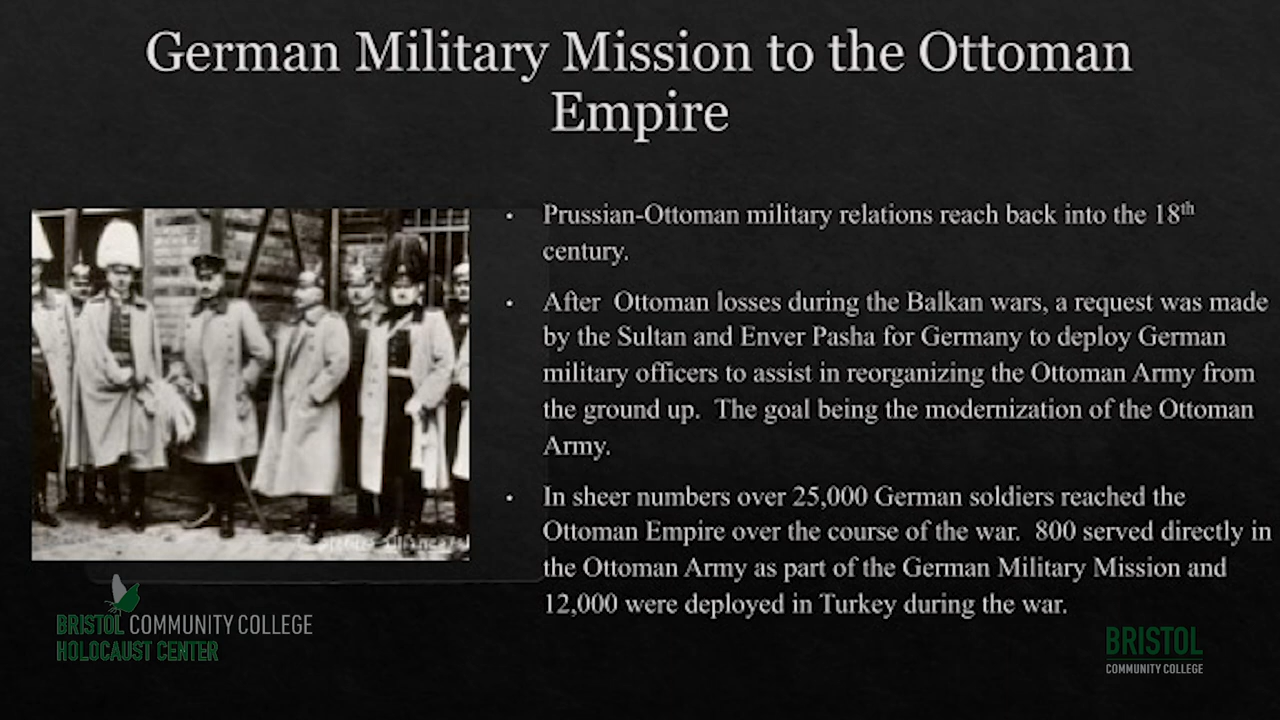 German Military Mission to the Ottoman
Empire
• Prussian-Ottoman military relations reach back into the 18th
century.
• After  Ottoman losses during the Balkan wars, a request was made
by the Sultan and Enver Pasha for Germany to deploy German
military officers to assist in reorganizing the Ottoman Army from
the ground up.  The goal being the modernization of the Ottoman
Army.
• In sheer numbers over 25,000 German soldiers reached the
Ottoman Empire over the course of the war.  800 served directly in
the Ottoman Army as part of the German Military Mission and
12,000 were deployed in Turkey during the war.
BRISTOL COMMUNITY COLLEGE
HOLOCAUST CENTER
BRISTOL
COMMUNITY COLLEGE